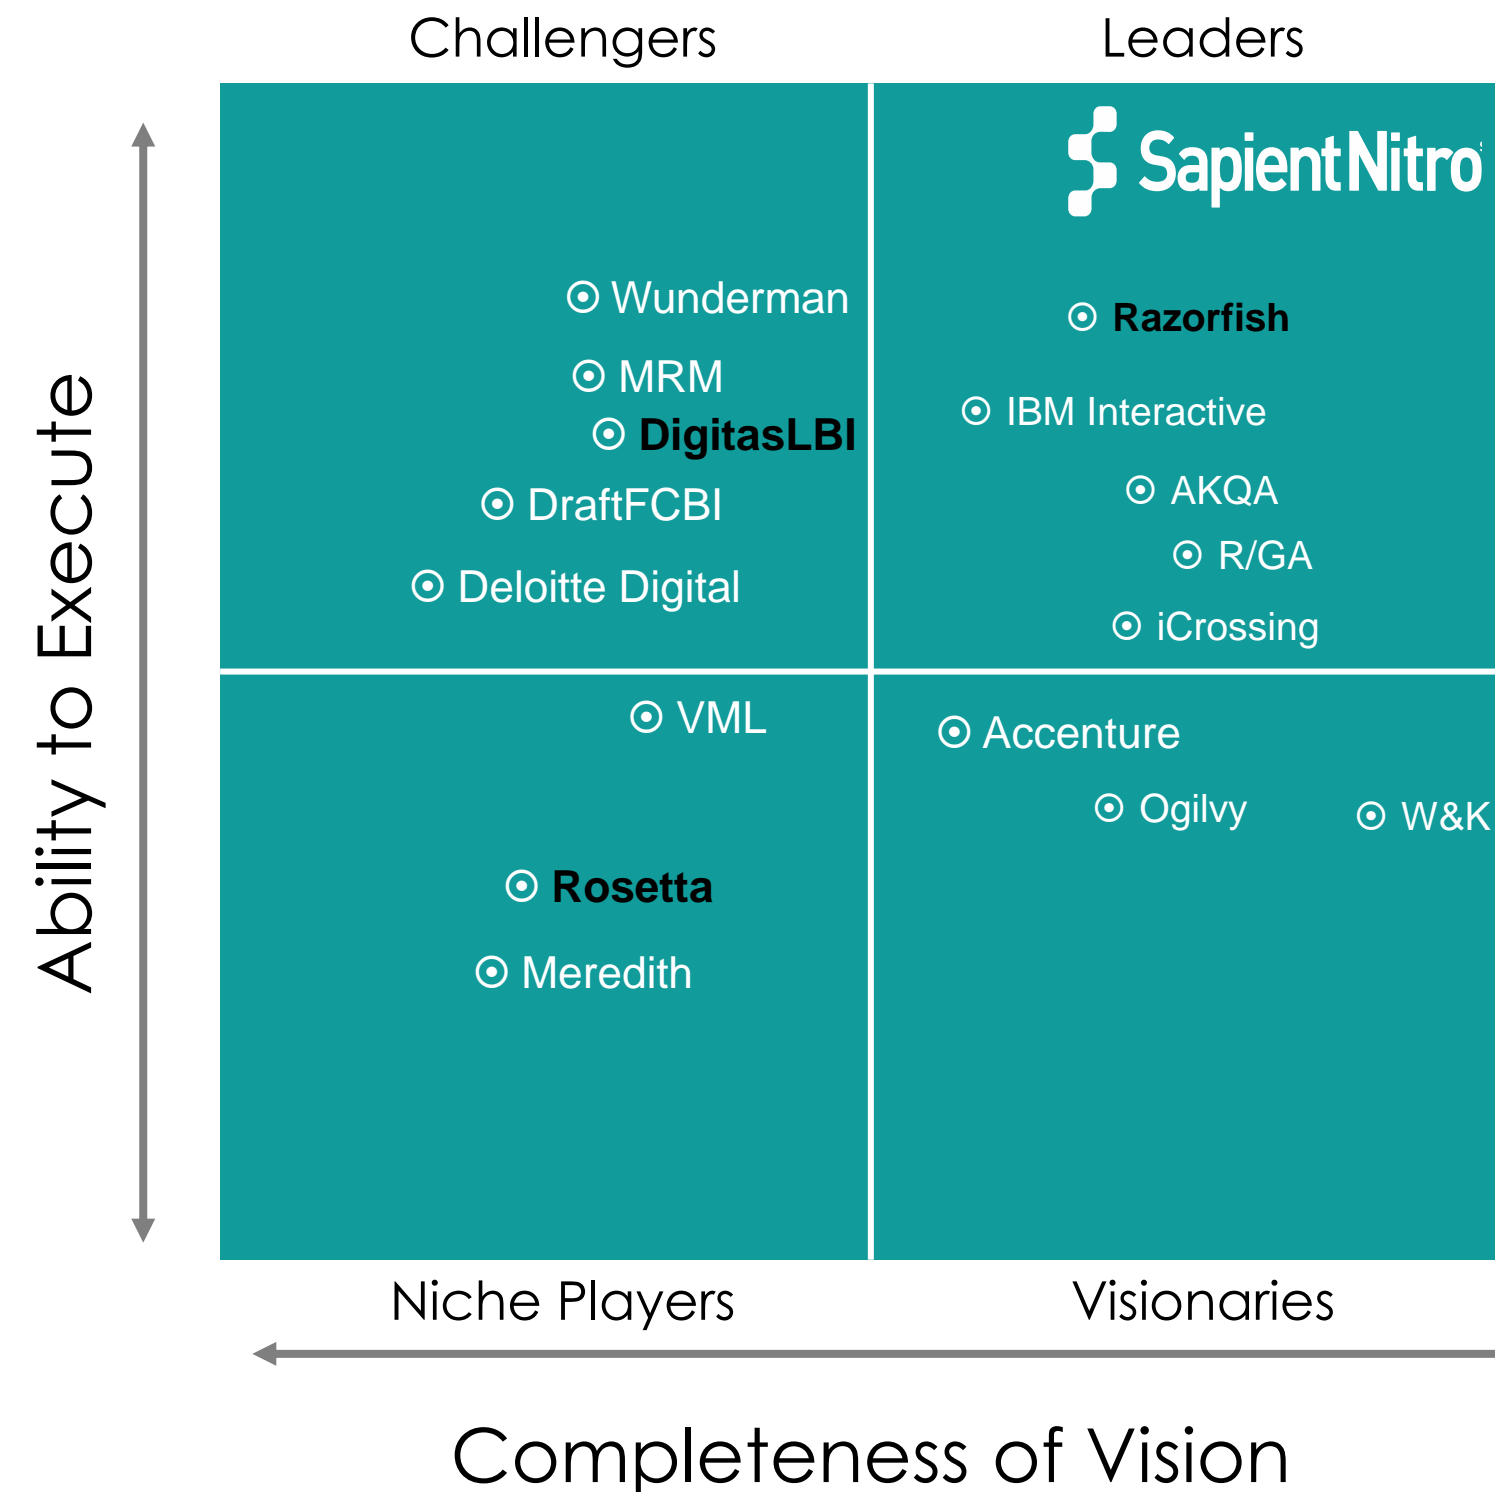 Challengers
Leaders
SapientNitro
Wunderman
Razorfish
MRM
IBM Interactive
DigitasLBI
AKQA
DraftFCBI
R/GA
Deloitte Digital
iCrossing
Ability to Execute
VML
Accenture
Ogilvy
W&K
Rosetta
Meredith
Niche Players
Visionaries
Completeness of Vision